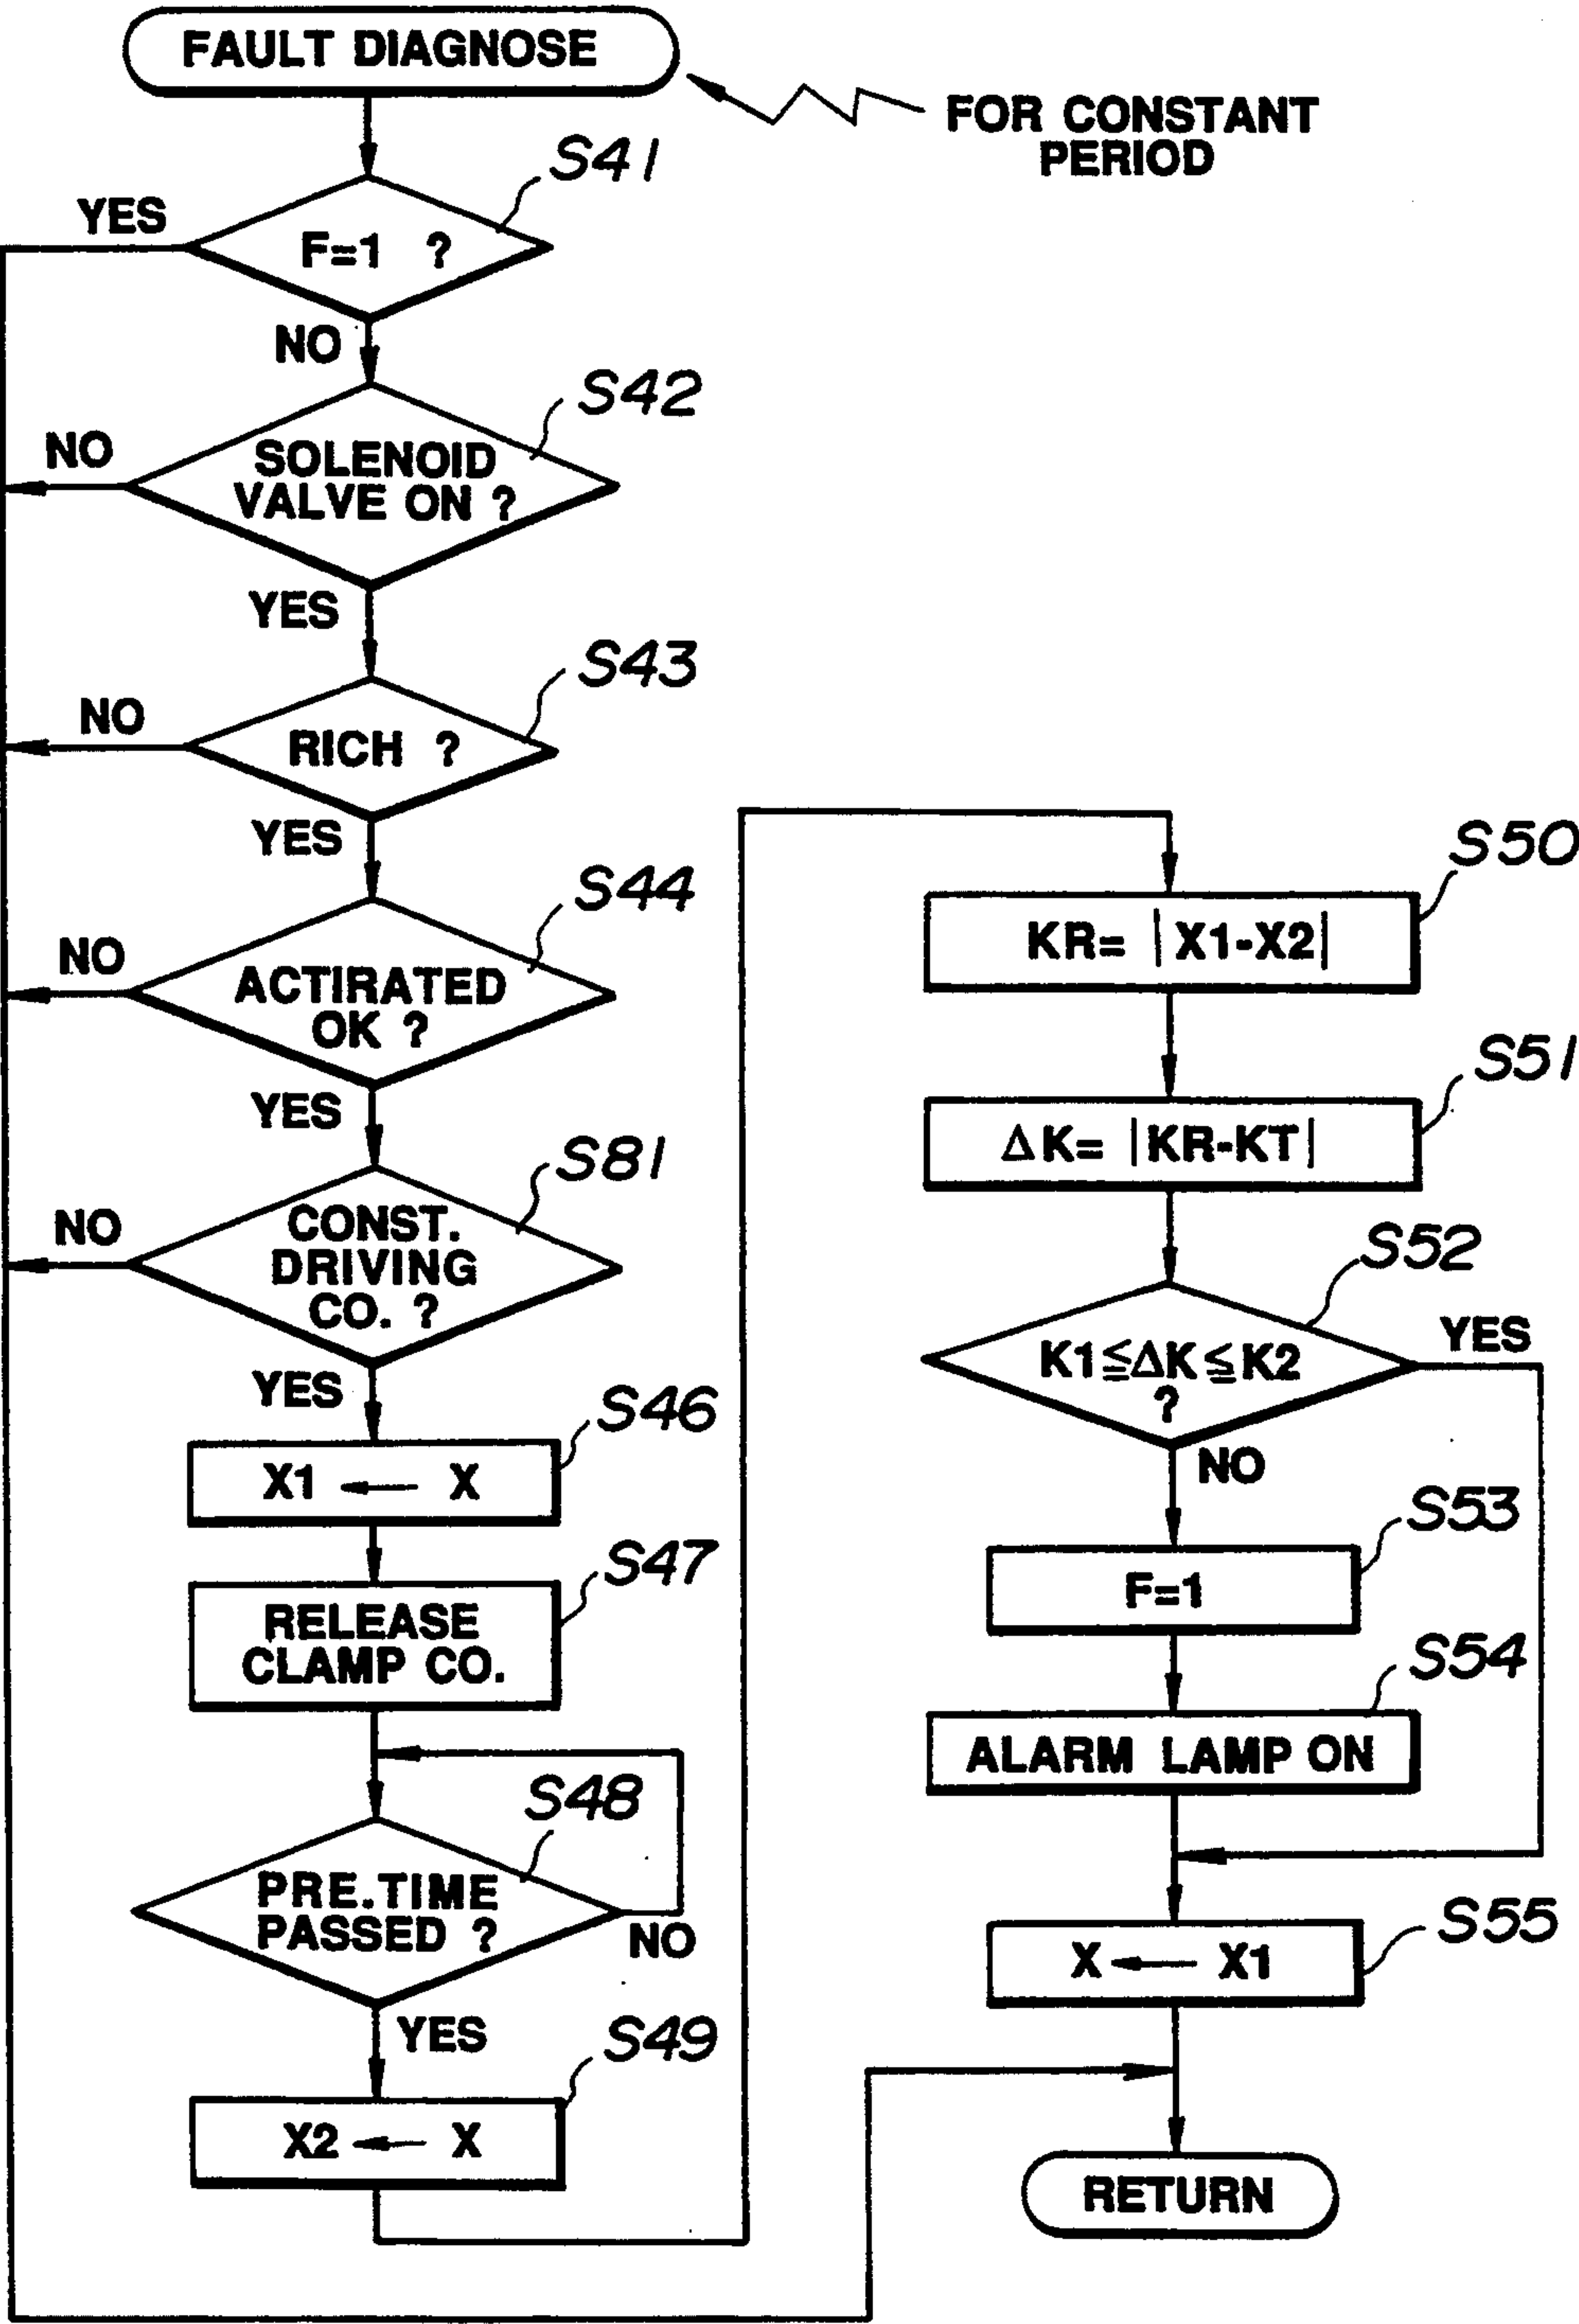 FAULT DIAGNOSE
FOR CONSTANT
PERIOD
S41
YES
F=1 ?
NO
S42
NO
SOLENOID
VALVE ON ?
YES
S43
NO
RICH ?
YES
S44
NO
ACTIRATED
OK ?
YES
S81
NO
CONST.
DRIVING
CO. ?
YES
S46
X1 ← X
S47
RELEASE
CLAMP CO.
S48
PRE.TIME
PASSED ?
NO
YES
S49
X2 ← X
S50
KR= |X1-X2|
S51
ΔK= |KR-KT|
S52
YES
K1≦ΔK≦K2
?
NO
S53
F=1
S54
ALARM LAMP ON
S55
X ← X1
RETURN